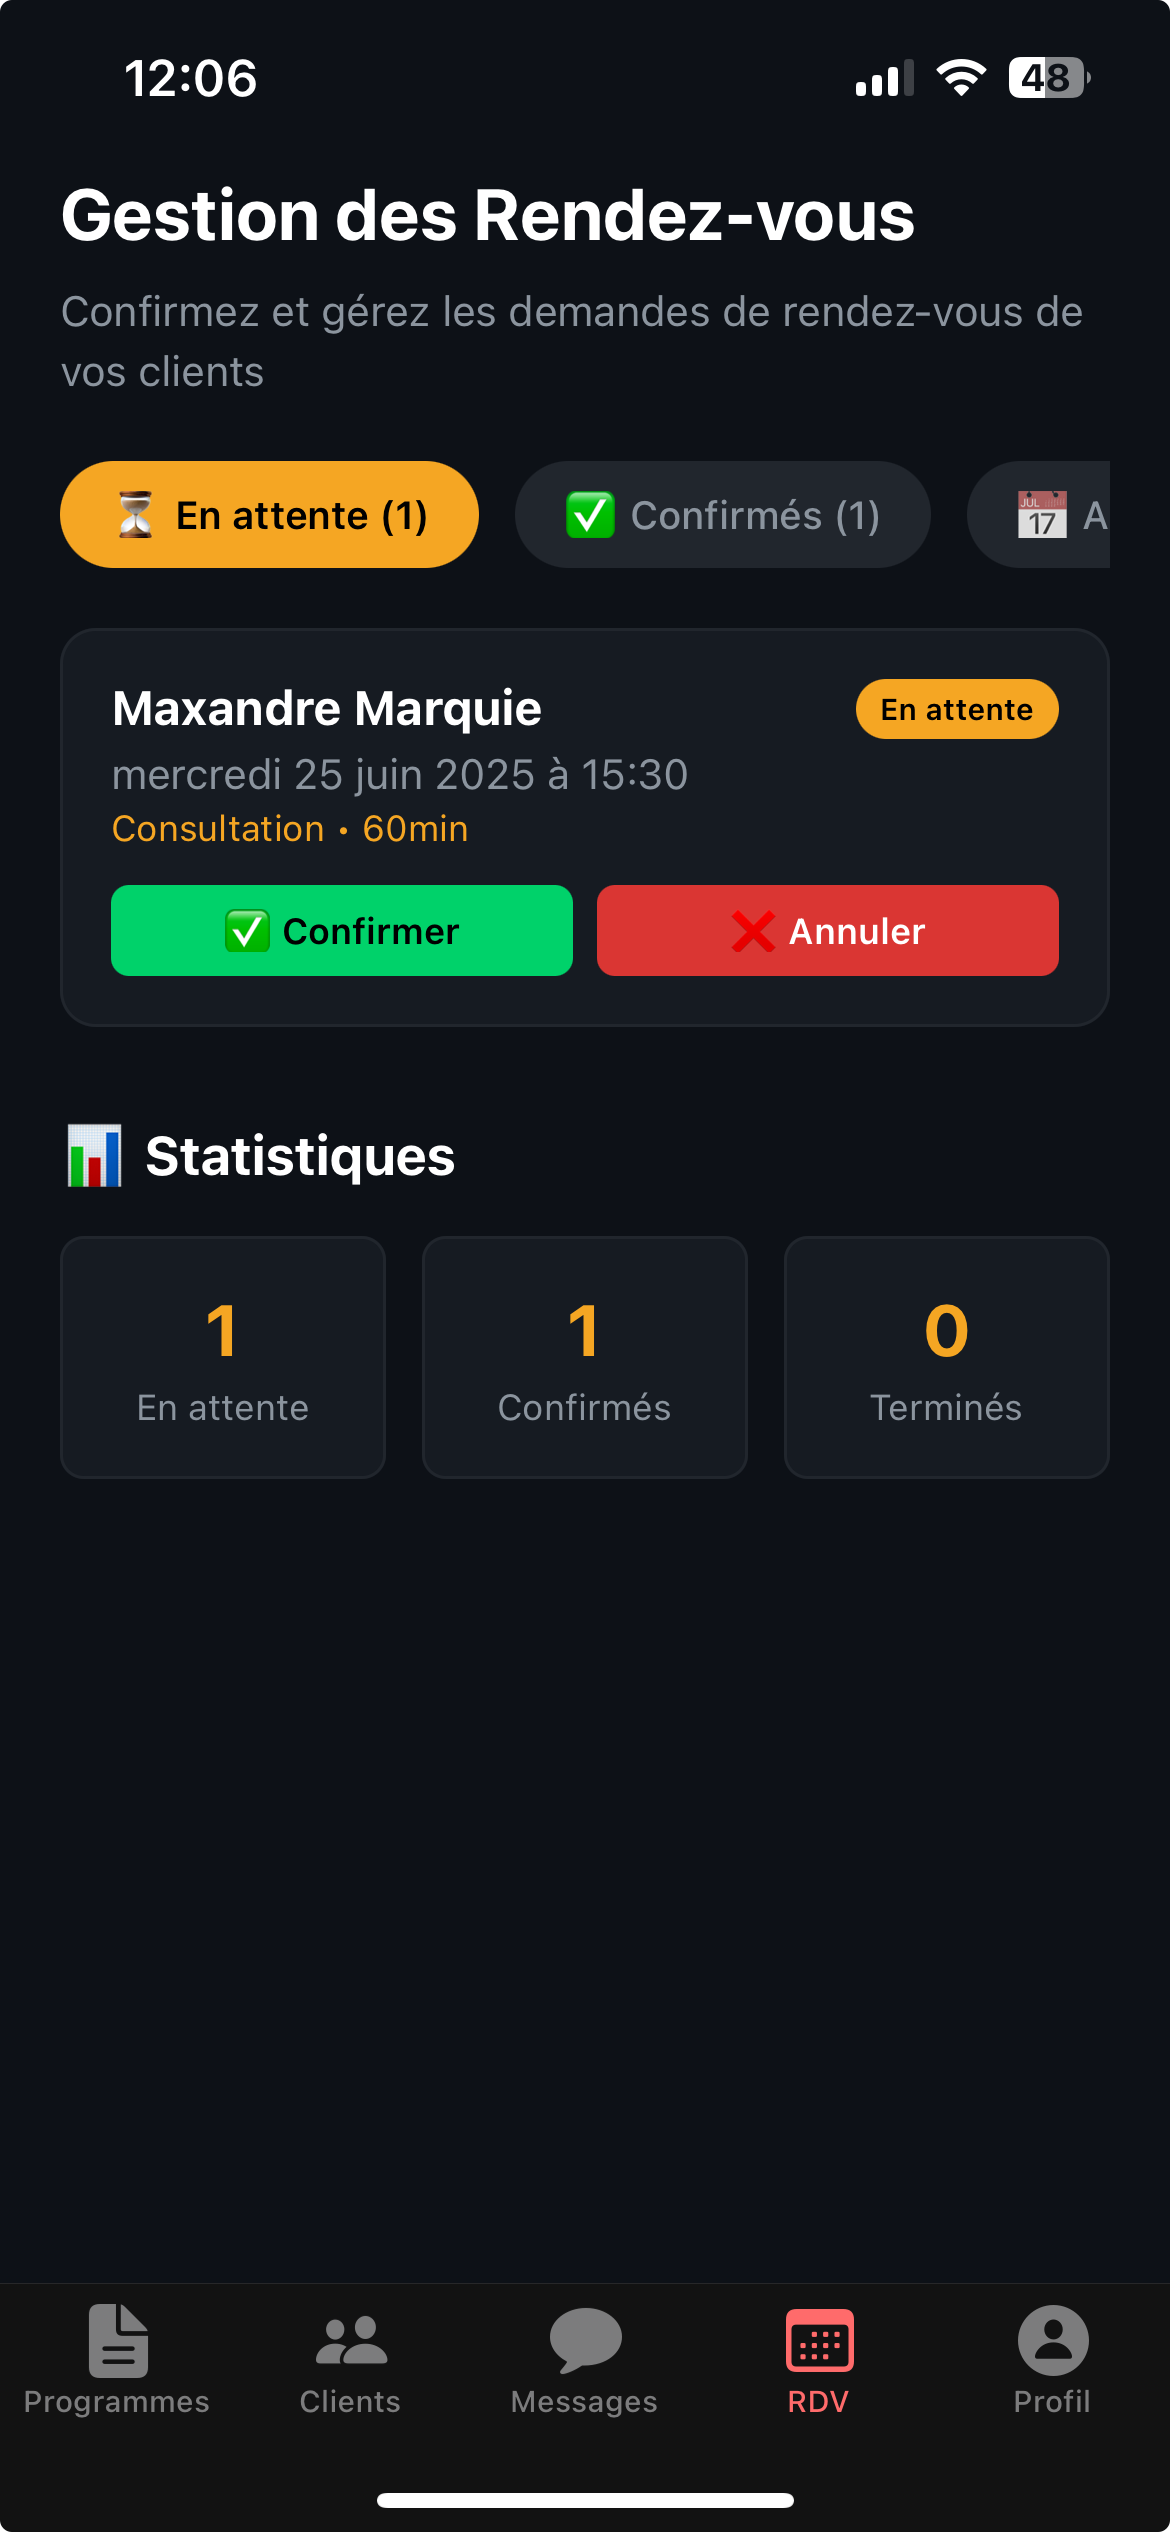 12:06
48
Gestion des Rendez-vous
Confirmez et gérez les demandes de rendez-vous de
vos clients
⏳ En attente (1)
✅ Confirmés (1)
📅 A
JUL
17
Maxandre Marquie
En attente
mercredi 25 juin 2025 à 15:30
Consultation • 60min
✅ Confirmer
❌ Annuler
📊 Statistiques
1
En attente
1
Confirmés
0
Terminés
Programmes
Clients
Messages
RDV
Profil